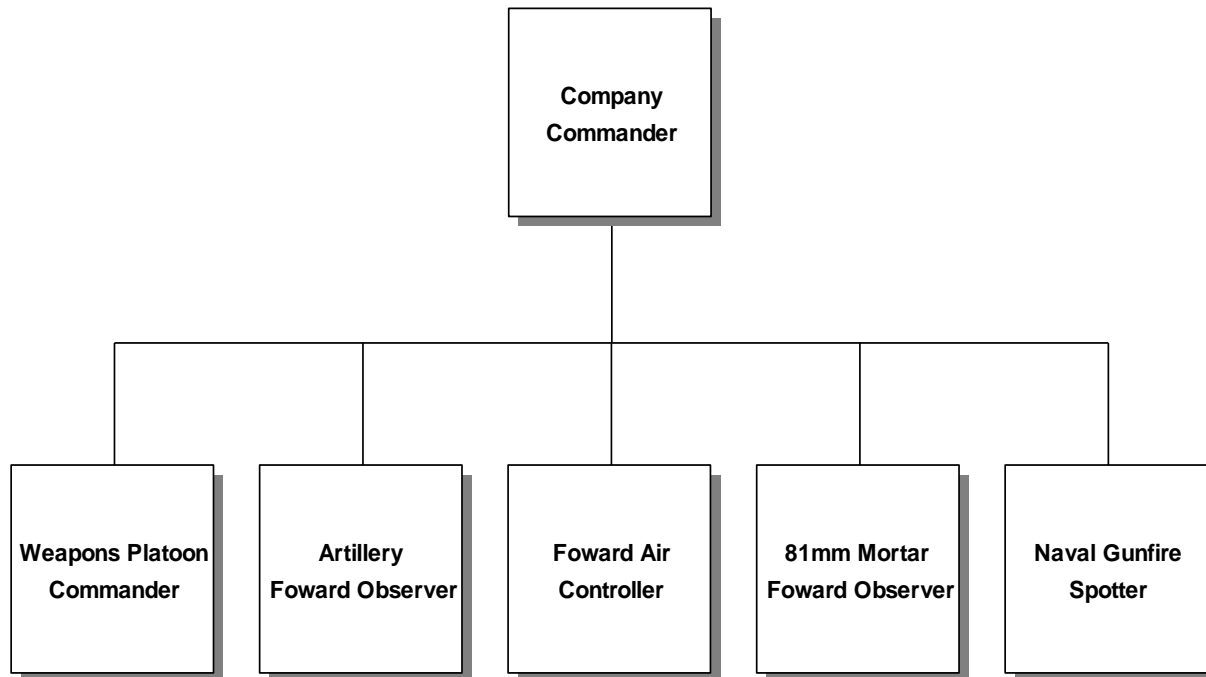 Company
Commander
Weapons Platoon
Commander
Artillery
Foward Observer
Foward Air
Controller
81mm Mortar
Foward Observer
Naval Gunfire
Spotter